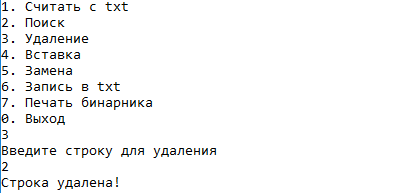 1. Считать с txt
2. Поиск
3. Удаление
4. Вставка
5. Замена
6. Запись в txt
7. Печать бинарника
0. Выход
3
Введите строку для удаления
2
Строка удалена!